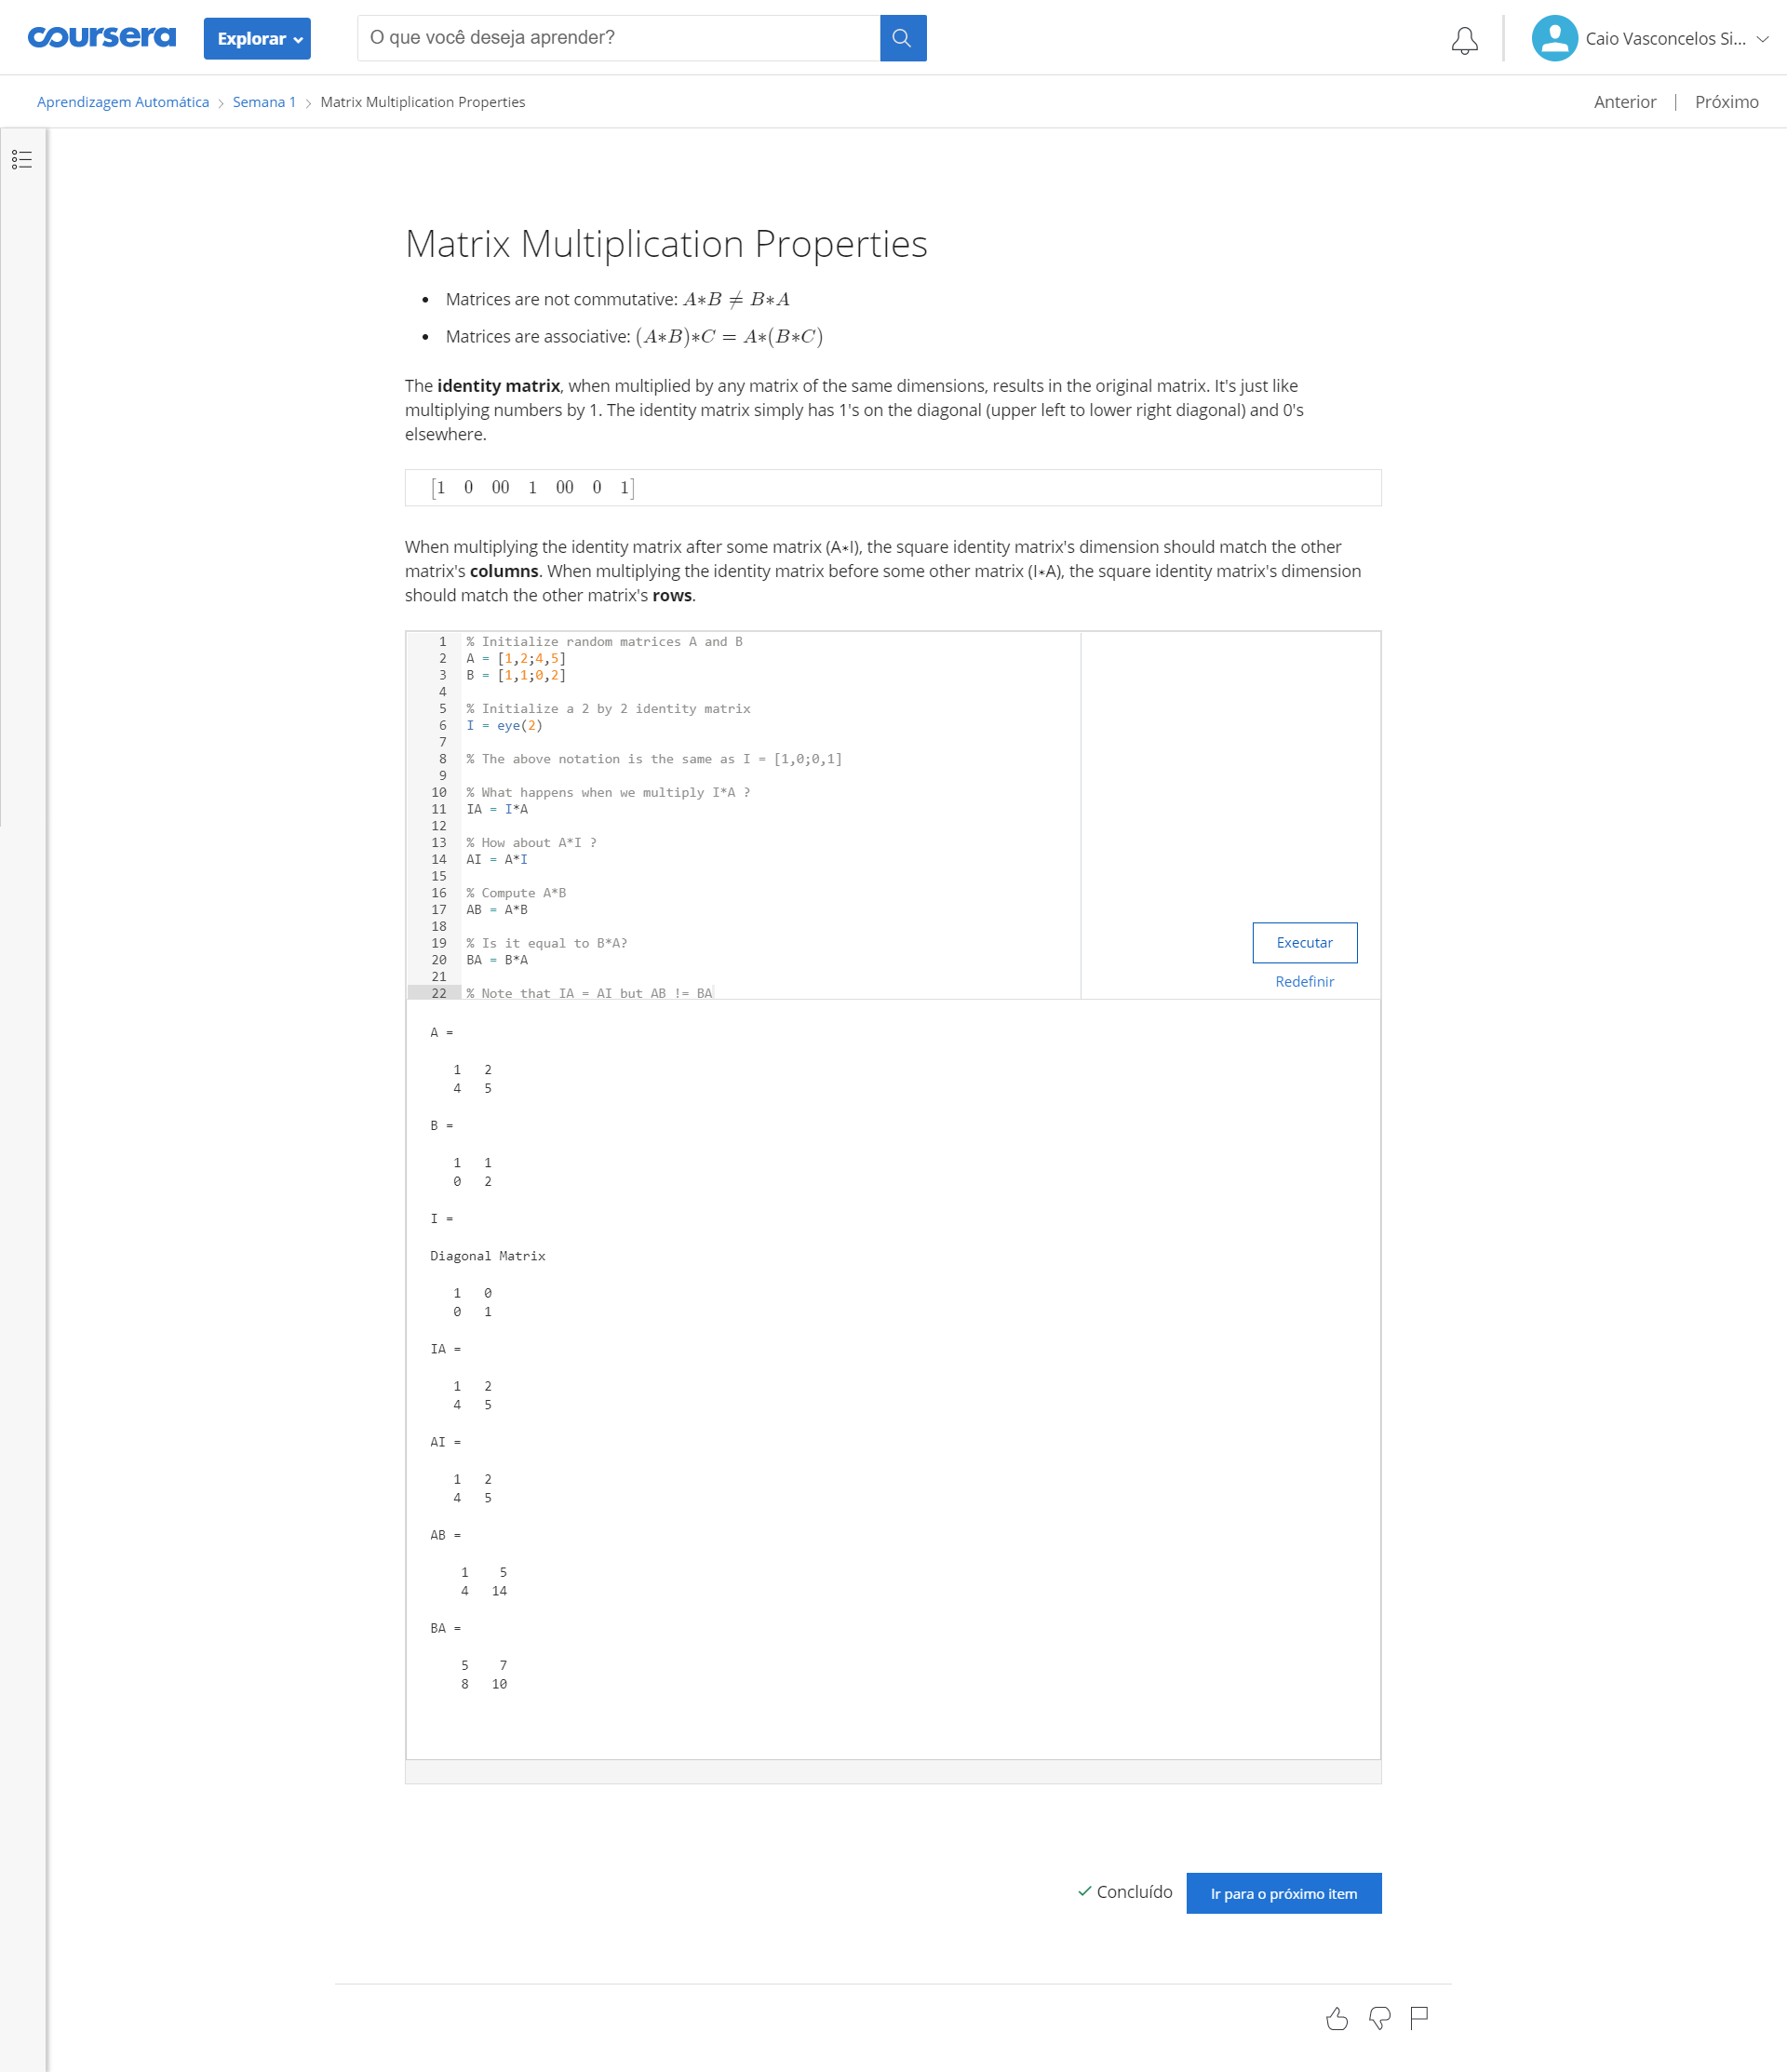 coursera
Explorar
O que você deseja aprender?
Caio Vasconcelos Si...
Aprendizagem Automática
Semana 1
Matrix Multiplication Properties
Anterior | Próximo
Matrix Multiplication Properties
• Matrices are not commutative: A∗B ≠ B∗A
• Matrices are associative: (A∗B)∗C = A∗(B∗C)
The identity matrix, when multiplied by any matrix of the same dimensions, results in the original matrix. It's just like
multiplying numbers by 1. The identity matrix simply has 1's on the diagonal (upper left to lower right diagonal) and 0's
elsewhere.
[1 0 00 1 00 0 1]
When multiplying the identity matrix after some matrix (A∗I), the square identity matrix's dimension should match the other
matrix's columns. When multiplying the identity matrix before some other matrix (I∗A), the square identity matrix's dimension
should match the other matrix's rows.
1 % Initialize random matrices A and B
2 A = [1,2;4,5]
3 B = [1,1;0,2]
4
5 % Initialize a 2 by 2 identity matrix
6 I = eye(2)
7
8 % The above notation is the same as I = [1,0;0,1]
9
10 % What happens when we multiply I*A ?
11 IA = I*A
12
13 % How about A*I ?
14 AI = A*I
15
16 % Compute A*B
17 AB = A*B
18
19 % Is it equal to B*A?
20 BA = B*A
21
22 % Note that IA = AI but AB != BA
Executar
Redefinir
A =
1 2
4 5
B =
1 1
0 2
I =
Diagonal Matrix
1 0
0 1
IA =
1 2
4 5
AI =
1 2
4 5
AB =
1 5
4 14
BA =
5 7
8 10
Concluído
Ir para o próximo item